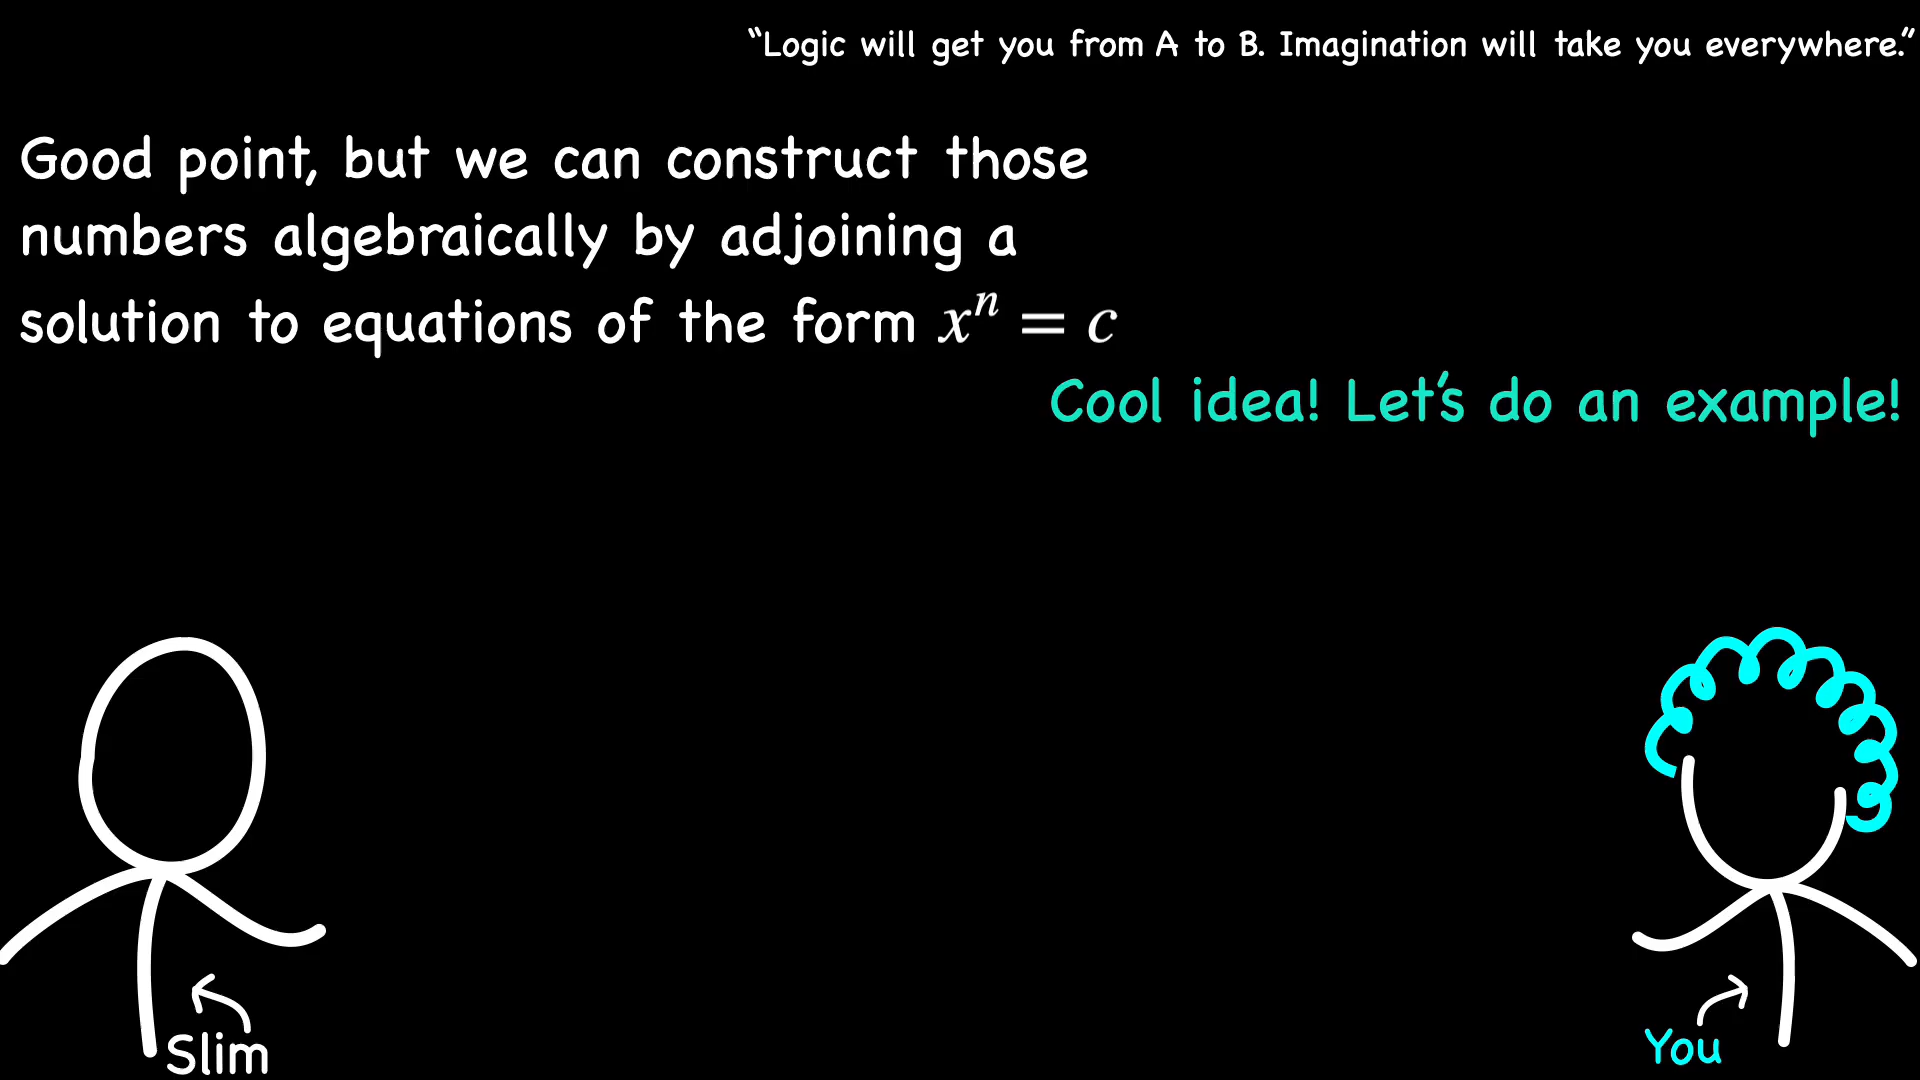 “Logic will get you from A to B. Imagination will take you everywhere.”
Good point, but we can construct those
numbers algebraically by adjoining a
solution to equations of the form xⁿ = c
Cool idea! Let’s do an example!
Slim
You